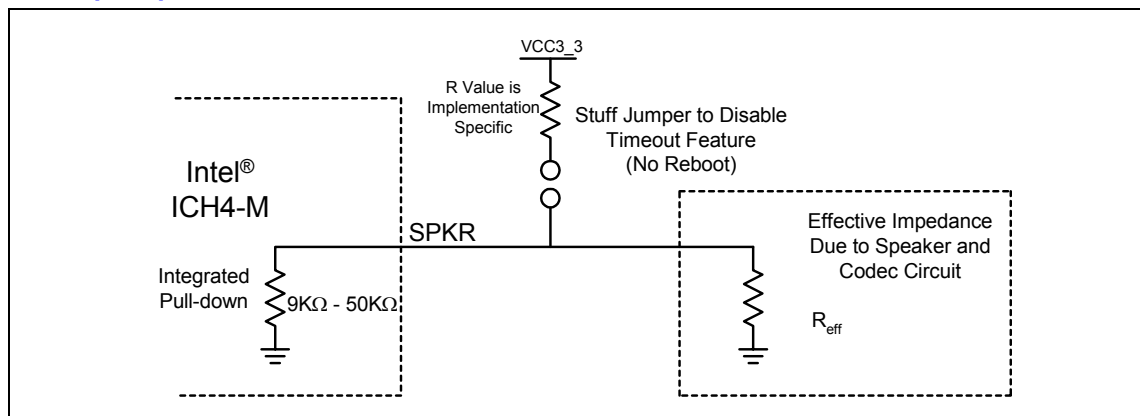 VCC3_3
R Value is
Implementation
Specific
Stuff Jumper to Disable
Timeout Feature
(No Reboot)
Intel®
ICH4-M
SPKR
Integrated
Pull-down
9KΩ - 50KΩ
Effective Impedance
Due to Speaker and
Codec Circuit
Reff